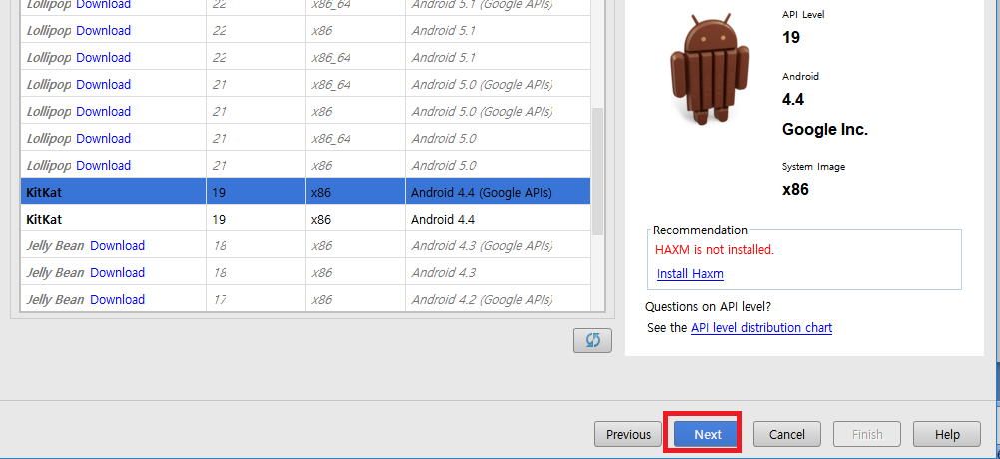 Lollipop Download 22 x86_64 Android 5.1 (Google APIs)
Lollipop Download 22 x86 Android 5.1
Lollipop Download 22 x86_64 Android 5.1
Lollipop Download 21 x86_64 Android 5.0 (Google APIs)
Lollipop Download 21 x86 Android 5.0 (Google APIs)
Lollipop Download 21 x86_64 Android 5.0
Lollipop Download 21 x86 Android 5.0
KitKat 19 x86 Android 4.4 (Google APIs)
KitKat 19 x86 Android 4.4
Jelly Bean Download 18 x86 Android 4.3 (Google APIs)
Jelly Bean Download 18 x86 Android 4.3
Jelly Bean Download 17 x86 Android 4.2 (Google APIs)
API Level
19
Android
4.4
Google Inc.
System Image
x86
Recommendation
HAXM is not installed.
Install Haxm
Questions on API level?
See the API level distribution chart
Previous Next Cancel Finish Help